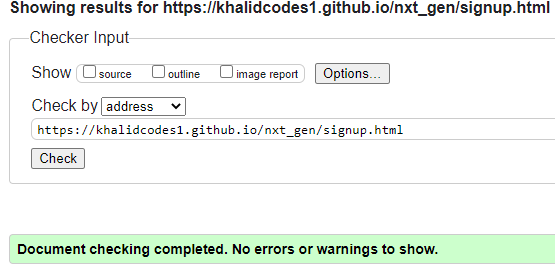 Showing results for https://khalidcodes1.github.io/nxt_gen/signup.html
Checker Input
Show source outline image report Options...
Check by address
https://khalidcodes1.github.io/nxt_gen/signup.html
Check
Document checking completed. No errors or warnings to show.